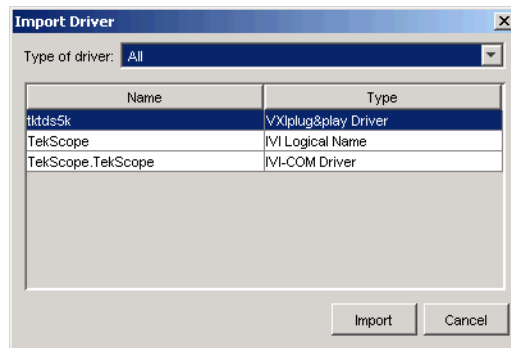 Import Driver
Type of driver: All
Name Type
tktds5k VXIplug&play Driver
TekScope IVI Logical Name
TekScope.TekScope IVI-COM Driver
Import Cancel